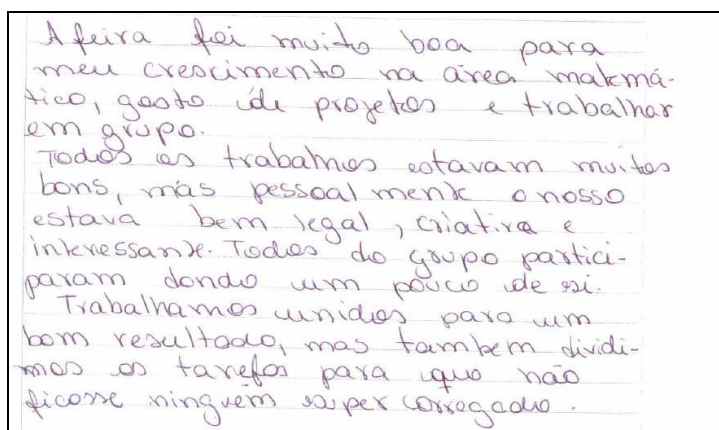 A feira foi muito boa para
meu crescimento na área matemá-
tico, gosto de projetos e trabalhar
em grupo.
Todos os trabalhos estavam muitos
bons, mas pessoalmente o nosso
estava bem legal, criativa e
interessante. Todos do grupo partici-
param dando um pouco de si.
Trabalhamos unidos para um
bom resultado, mas tambem dividi-
mos as tarefas para que não
ficasse ninguém super carregado.